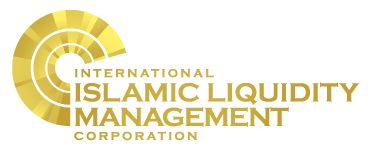 INTERNATIONAL
ISLAMIC LIQUIDITY
MANAGEMENT
CORPORATION